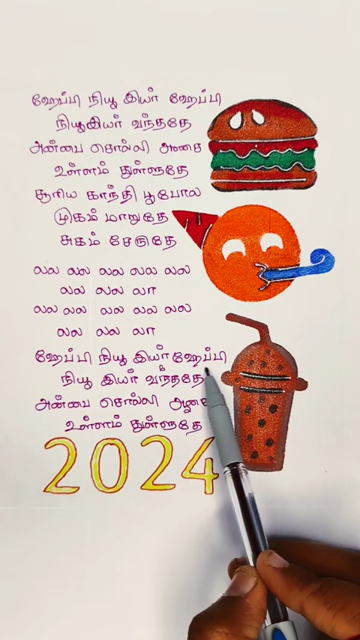 ஹேப்பி நியூ இயர் ஹேப்பி
நியூஇயர் வந்ததே
அன்பை சொல்லி ஆசை
உள்ளம் துள்ளுதே
சூரிய காந்தி பூபோல
முகம் மாறுதே
சுகம் சேருதே
லல லல லல லல லல
லல லல லா
லல லல லல லல லல
லல லல லா
ஹேப்பி நியூ இயர் ஹேப்பி
நியூ இயர் வந்ததே
அன்பை சொல்லி ஆசை
உள்ளம் துள்ளுதே
2024